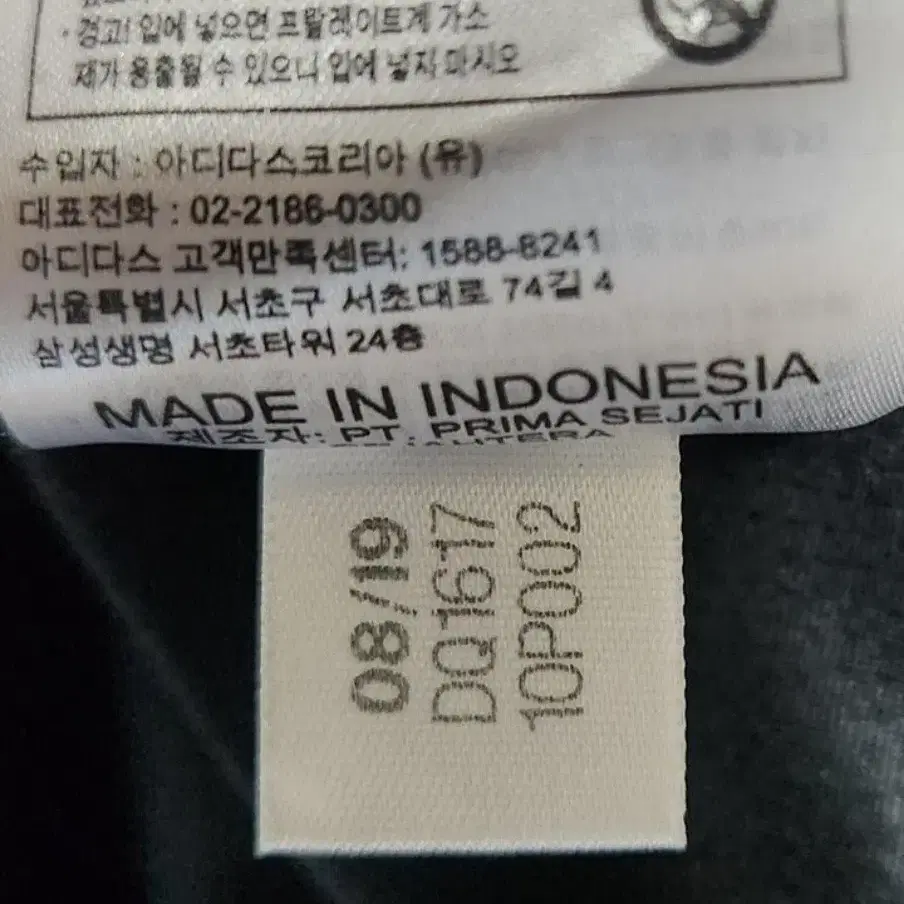 · 경고! 입에 넣으면 프탈레이트계 가소
제가 용출될 수 있으니 입에 넣지 마시오
수입자 : 아디다스코리아 (유)
대표전화 : 02-2186-0300
아디다스 고객만족센터: 1588-8241
서울특별시 서초구 서초대로 74길 4
삼성생명 서초타워 24층
MADE IN INDONESIA
제조자: PT. PRIMA SEJATI
08/19
DQ1617
10P002